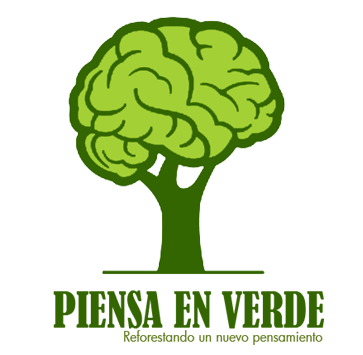 PIENSA EN VERDE
Reforestando un nuevo pensamiento